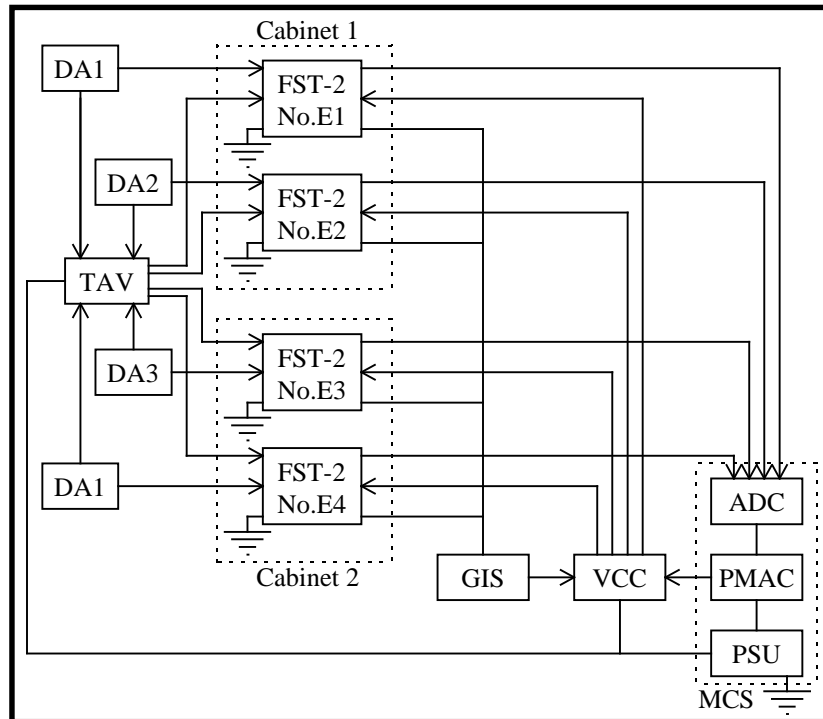 Cabinet 1
DA1
FST-2
No.E1
DA2
FST-2
No.E2
TAV
FST-2
No.E3
DA3
DA1
FST-2
No.E4
ADC
Cabinet 2
GIS
VCC
PMAC
PSU
MCS